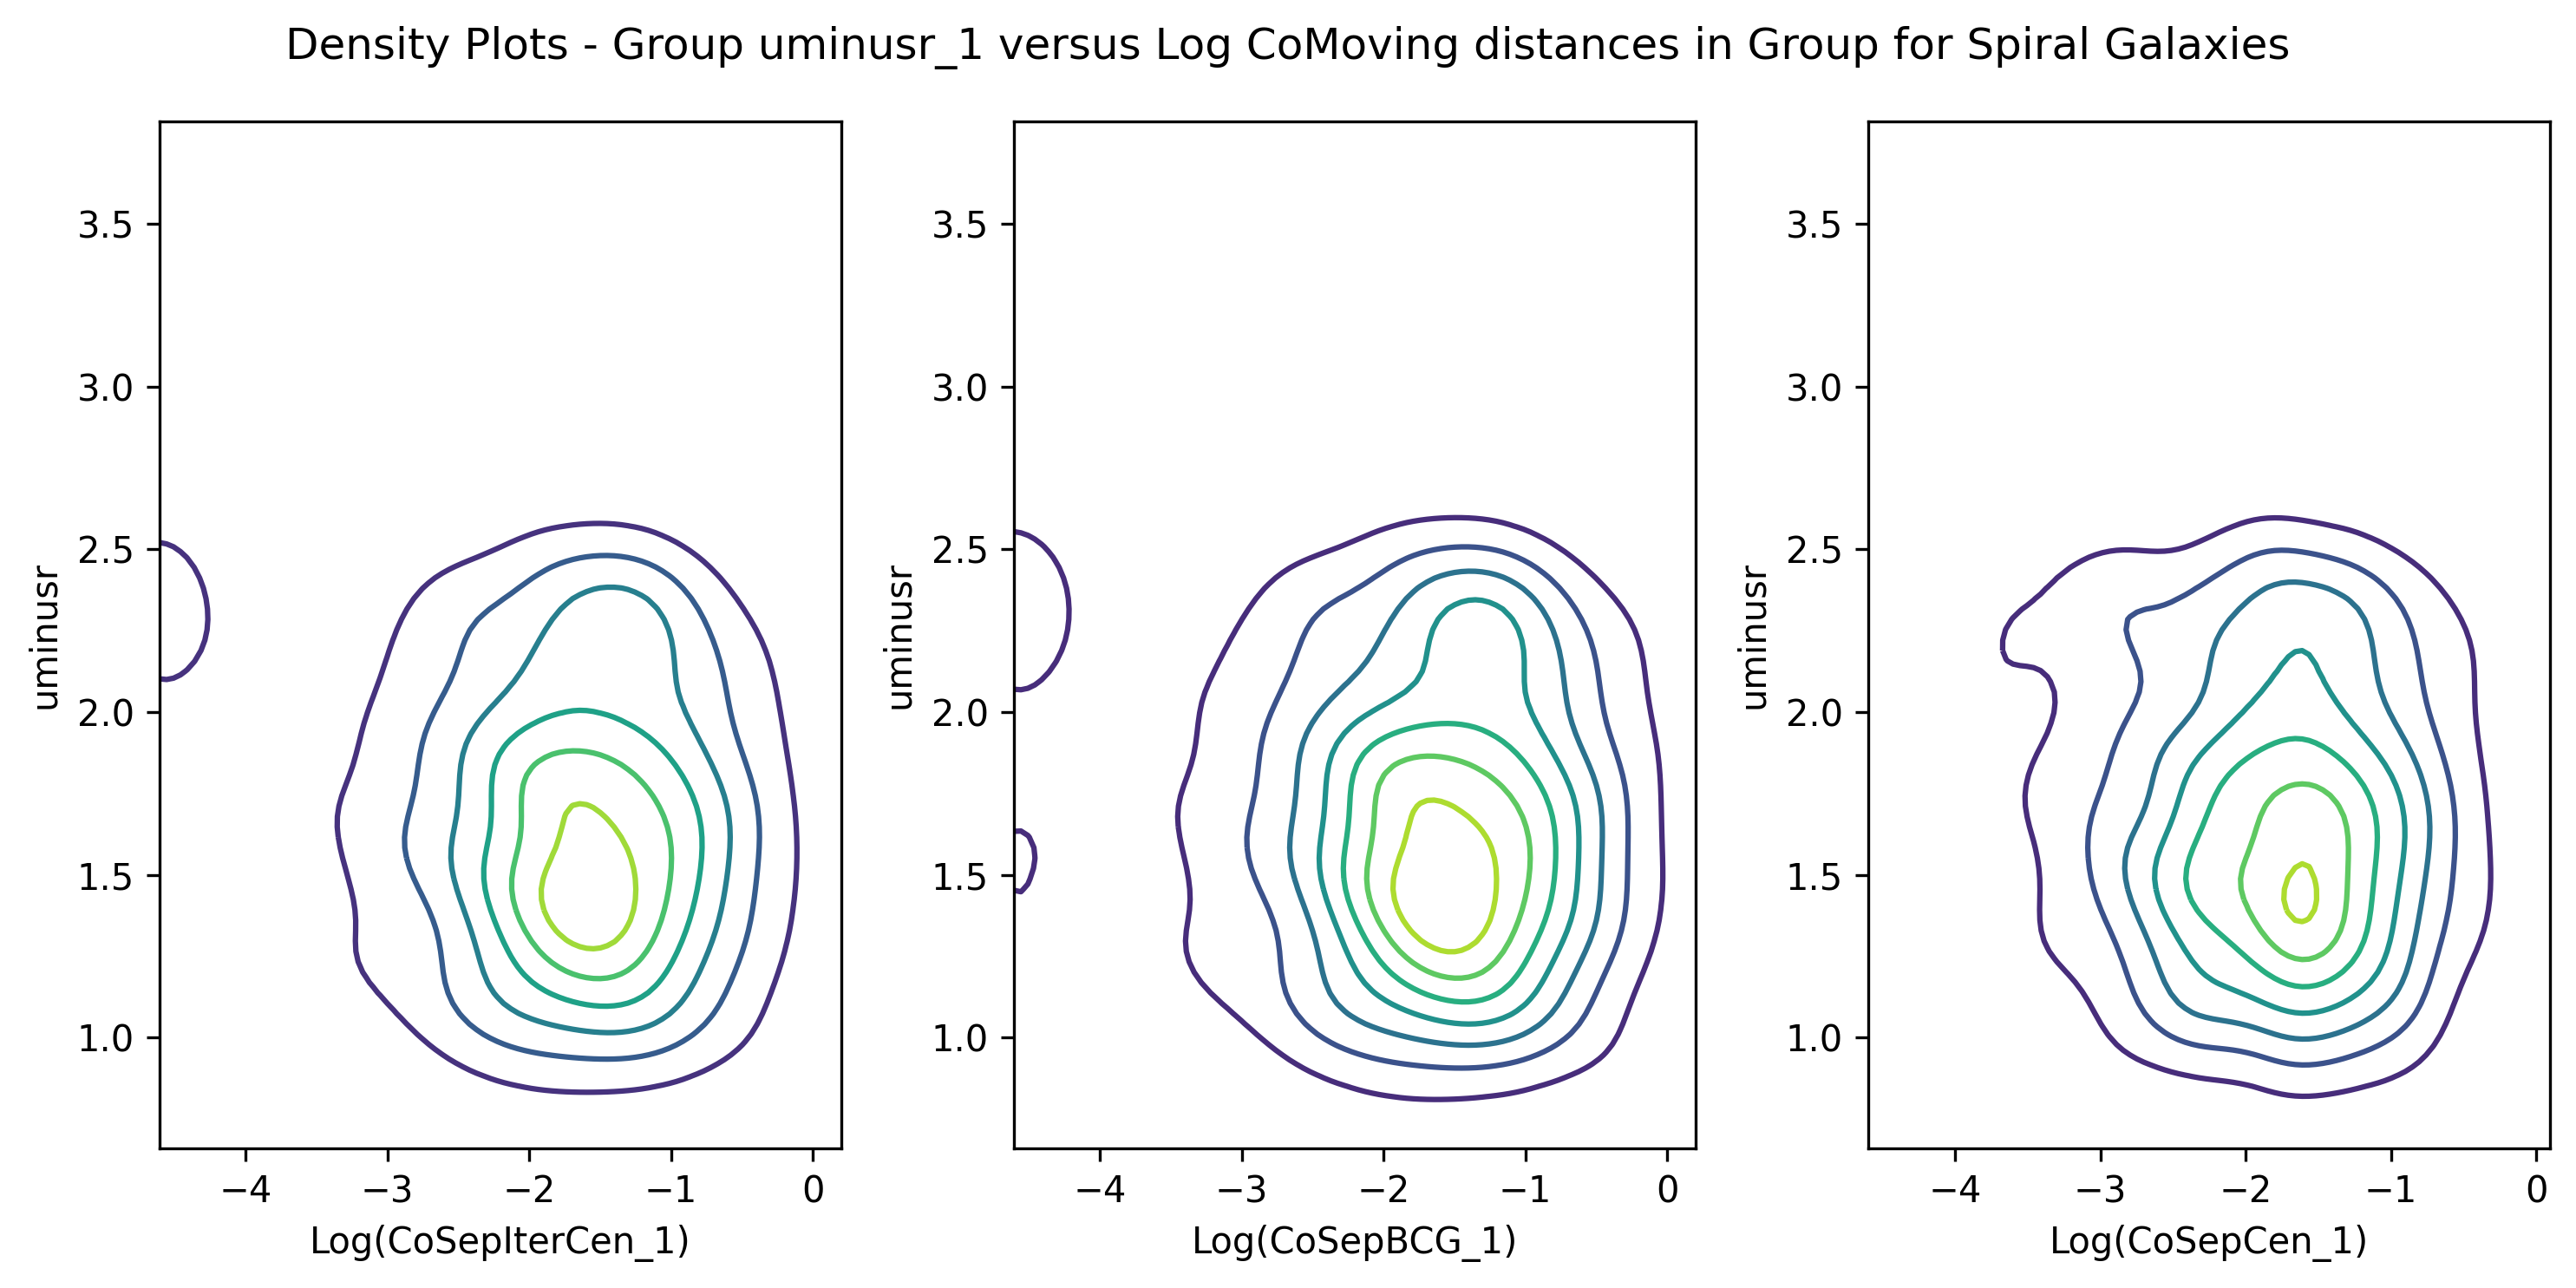 Density Plots - Group uminusr_1 versus Log CoMoving distances in Group for Spiral Galaxies
uminusr
3.5
3.0
2.5
2.0
1.5
1.0
−4 −3 −2 −1 0
Log(CoSepIterCen_1)
uminusr
3.5
3.0
2.5
2.0
1.5
1.0
−4 −3 −2 −1 0
Log(CoSepBCG_1)
uminusr
3.5
3.0
2.5
2.0
1.5
1.0
−4 −3 −2 −1 0
Log(CoSepCen_1)